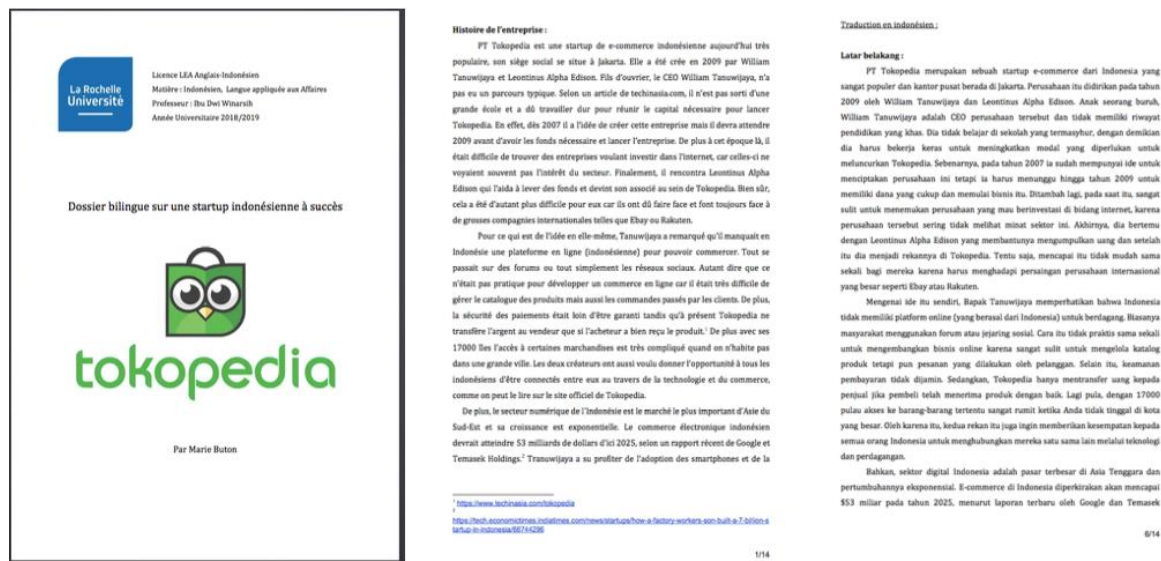 La Rochelle
Université
Licence LEA Anglais-Indonésien
Matière : Indonésien, Langue appliquée aux Affaires
Professeur : Ibu Dwi Winarsih
Année Universitaire 2018/2019
Dossier bilingue sur une startup indonésienne à succès
tokopedia
Par Marie Buton
Histoire de l'entreprise :
PT Tokopedia est une startup de e-commerce indonésienne aujourd'hui très
populaire, son siège social se situe à Jakarta. Elle a été crée en 2009 par William
Tanuwijaya et Leontinus Alpha Edison. Fils d'ouvrier, le CEO William Tanuwijaya, n'a
pas eu un parcours typique. Selon un article de techinasia.com, il n'est pas sorti d'une
grande école et a dû travailler dur pour réunir le capital nécessaire pour lancer
Tokopedia. En effet, dès 2007 il a l'idée de créer cette entreprise mais il devra attendre
2009 avant d'avoir les fonds nécessaire et lancer l'entreprise. De plus à cet époque là, il
était difficile de trouver des entreprises voulant investir dans l'internet, car celles-ci ne
voyaient souvent pas l'intérêt du secteur. Finalement, il rencontra Leontinus Alpha
Edison qui l'aida à lever des fonds et devint son associé au sein de Tokopedia. Bien sûr,
cela a été d'autant plus difficile pour eux car ils ont dû faire face et font toujours face à
de grosses compagnies internationales telles que Ebay ou Rakuten.
Pour ce qui est de l'idée en elle-même, Tanuwijaya a remarqué qu'il manquait en
Indonésie une plateforme en ligne (indonésienne) pour pouvoir commercer. Tout se
passait sur des forums ou tout simplement les réseaux sociaux. Autant dire que ce
n'était pas pratique pour développer un commerce en ligne car il était très difficile de
gérer le catalogue des produits mais aussi les commandes passés par les clients. De plus,
la sécurité des paiements était loin d'être garanti tandis qu'à présent Tokopedia ne
transfère l'argent au vendeur que si l'acheteur a bien reçu le produit.¹ De plus avec ses
17000 îles l'accès à certaines marchandises est très compliqué quand on n'habite pas
dans une grande ville. Les deux créateurs ont aussi voulu donner l'opportunité à tous les
indonésiens d'être connectés entre eux au travers de la technologie et du commerce,
comme on peut le lire sur le site officiel de Tokopedia.
De plus, le secteur numérique de l'Indonésie est le marché le plus important d'Asie du
Sud-Est et sa croissance est exponentielle. Le commerce électronique indonésien
devrait atteindre 53 milliards de dollars d'ici 2025, selon un rapport récent de Google et
Temasek Holdings.² Tranuwijaya a su profiter de l'adoption des smartphones et de la
¹ https://www.techinasia.com/tokopedia
²
https://tech.economictimes.indiatimes.com/news/startups/how-a-factory-workers-son-built-a-7-billion-s
tartup-in-indonesia/66744296
1/14
Traduction en indonésien :
Latar belakang :
PT Tokopedia merupakan sebuah startup e-commerce dari Indonesia yang
sangat populer dan kantor pusat berada di Jakarta. Perusahaan itu didirikan pada tahun
2009 oleh William Tanuwijaya dan Leontinus Alpha Edison. Anak seorang buruh,
William Tanuwijaya adalah CEO perusahaan tersebut dan tidak memiliki riwayat
pendidikan yang khas. Dia tidak belajar di sekolah yang termasyhur, dengan demikian
dia harus bekerja keras untuk meningkatkan modal yang diperlukan untuk
meluncurkan Tokopedia. Sebenarnya, pada tahun 2007 ia sudah mempunyai ide untuk
menciptakan perusahaan ini tetapi ia harus menunggu hingga tahun 2009 untuk
memiliki dana yang cukup dan memulai bisnis itu. Ditambah lagi, pada saat itu, sangat
sulit untuk menemukan perusahaan yang mau berinvestasi di bidang internet, karena
perusahaan tersebut sering tidak melihat minat sektor ini. Akhirnya, dia bertemu
dengan Leontinus Alpha Edison yang membantunya mengumpulkan uang dan setelah
itu dia menjadi rekannya di Tokopedia. Tentu saja, mencapai itu tidak mudah sama
sekali bagi mereka karena harus menghadapi persaingan perusahaan internasional
yang besar seperti Ebay atau Rakuten.
Mengenai ide itu sendiri, Bapak Tanuwijaya memperhatikan bahwa Indonesia
tidak memiliki platform online (yang berasal dari Indonesia) untuk berdagang. Biasanya
masyarakat menggunakan forum atau jejaring sosial. Cara itu tidak praktis sama sekali
untuk mengembangkan bisnis online karena sangat sulit untuk mengelola katalog
produk tetapi pun pesanan yang dilakukan oleh pelanggan. Selain itu, keamanan
pembayaran tidak dijamin. Sedangkan, Tokopedia hanya mentransfer uang kepada
penjual jika pembeli telah menerima produk dengan baik. Lagi pula, dengan 17000
pulau akses ke barang-barang tertentu sangat rumit ketika Anda tidak tinggal di kota
yang besar. Oleh karena itu, kedua rekan itu juga ingin memberikan kesempatan kepada
semua orang Indonesia untuk menghubungkan mereka satu sama lain melalui teknologi
dan perdagangan.
Bahkan, sektor digital Indonesia adalah pasar terbesar di Asia Tenggara dan
pertumbuhannya eksponensial. E-commerce di Indonesia diperkirakan akan mencapai
$53 miliar pada tahun 2025, menurut laporan terbaru oleh Google dan Temasek
6/14